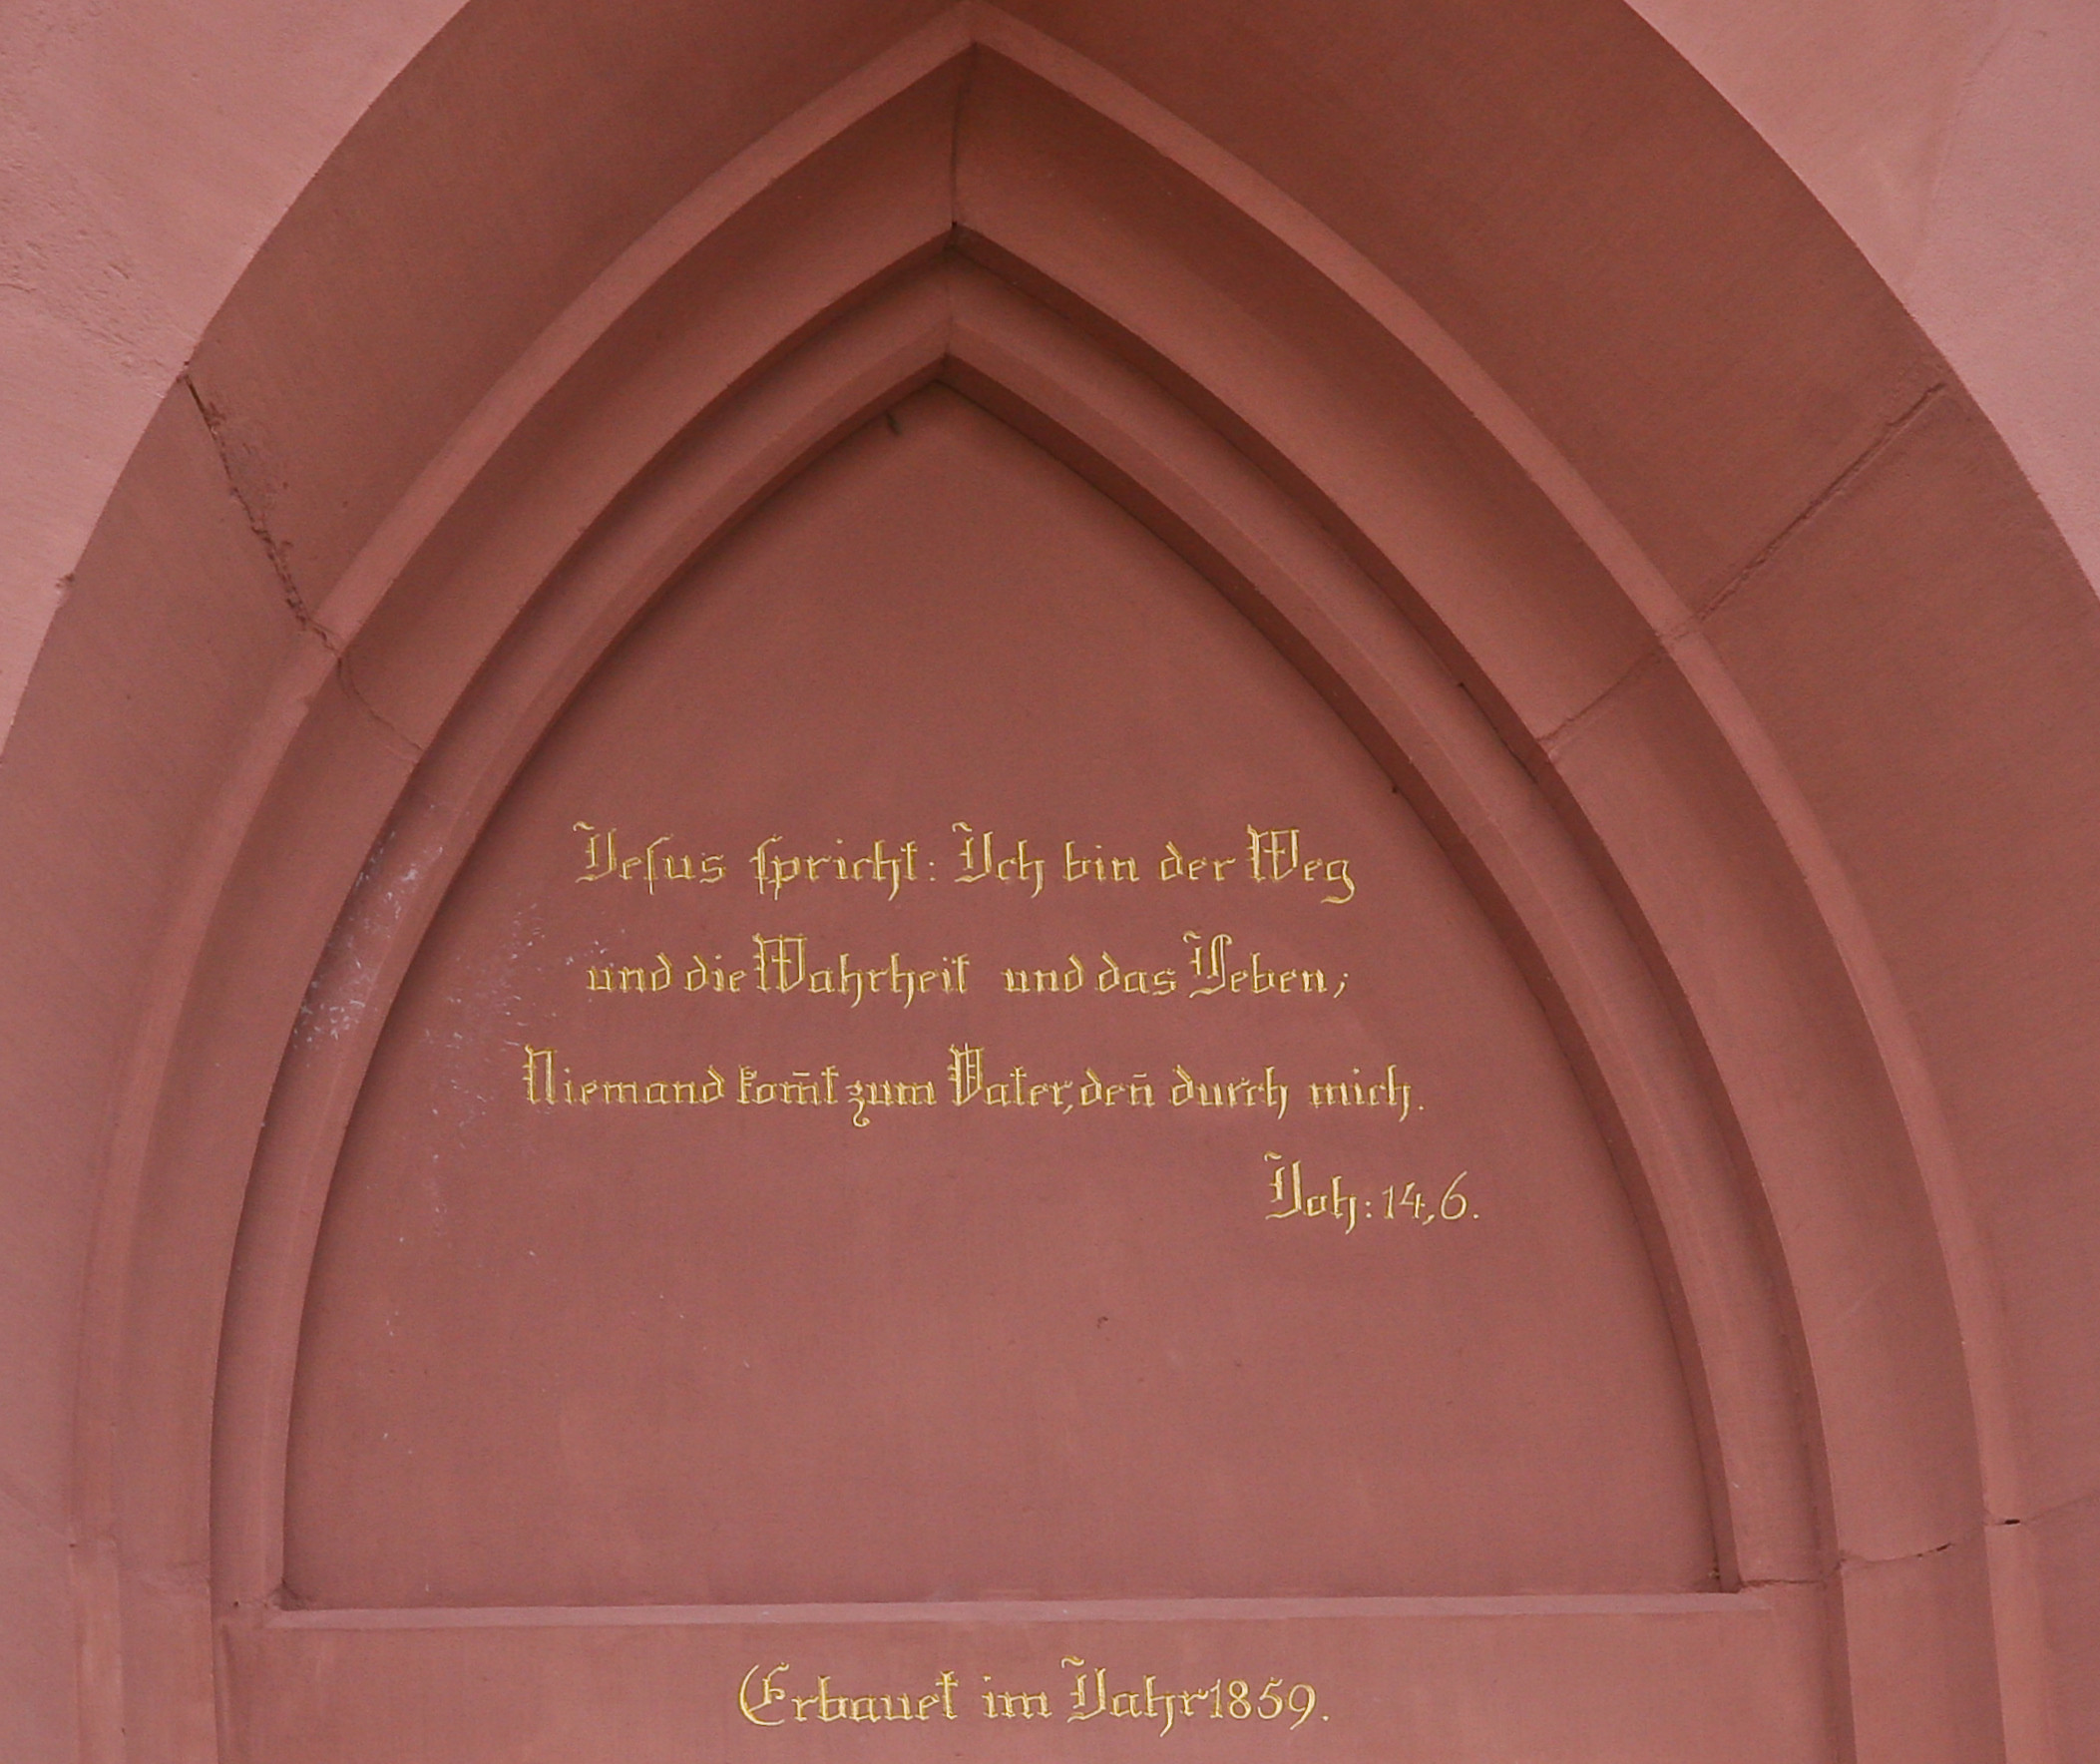 Jeſus ſpricht: Ich bin der Weg
und die Wahrheit und das Leben;
Niemand kom̄t zum Vater, den̄ durch mich.
Joh: 14,6.
Erbauet im Jahr 1859.